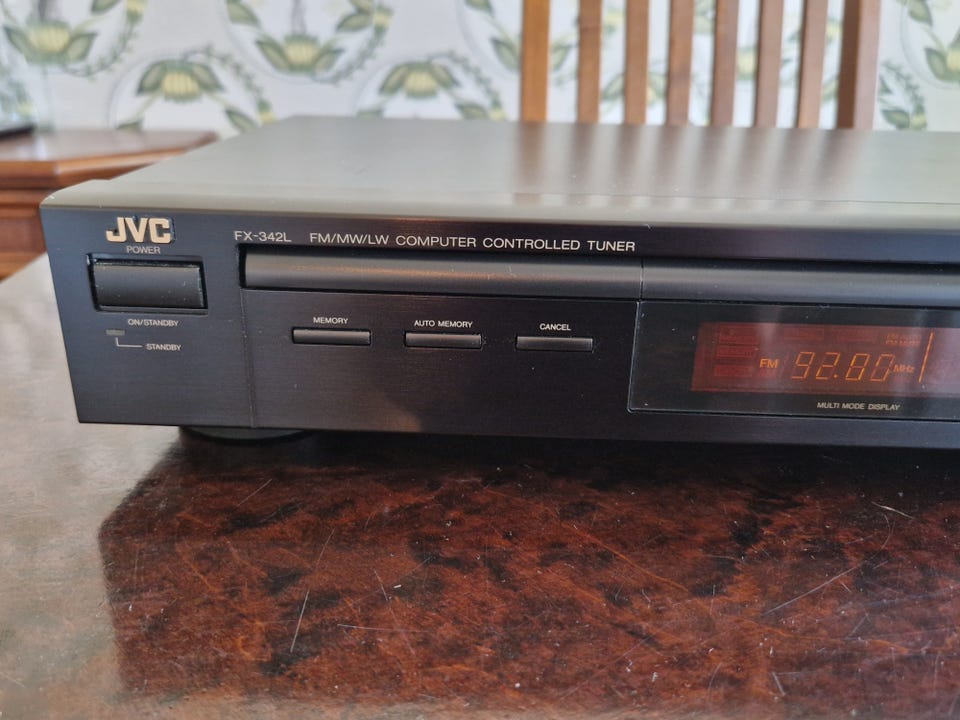 JVC
POWER
FX-342L FM/MW/LW COMPUTER CONTROLLED TUNER
ON/STANDBY
STANDBY
MEMORY
AUTO MEMORY
CANCEL
FM 92.80 MHz
MULTI MODE DISPLAY